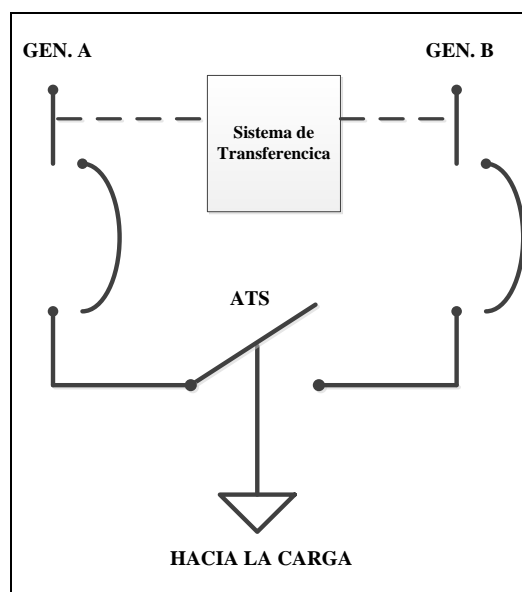 GEN. A
GEN. B
Sistema de
Transferencica
ATS
HACIA LA CARGA